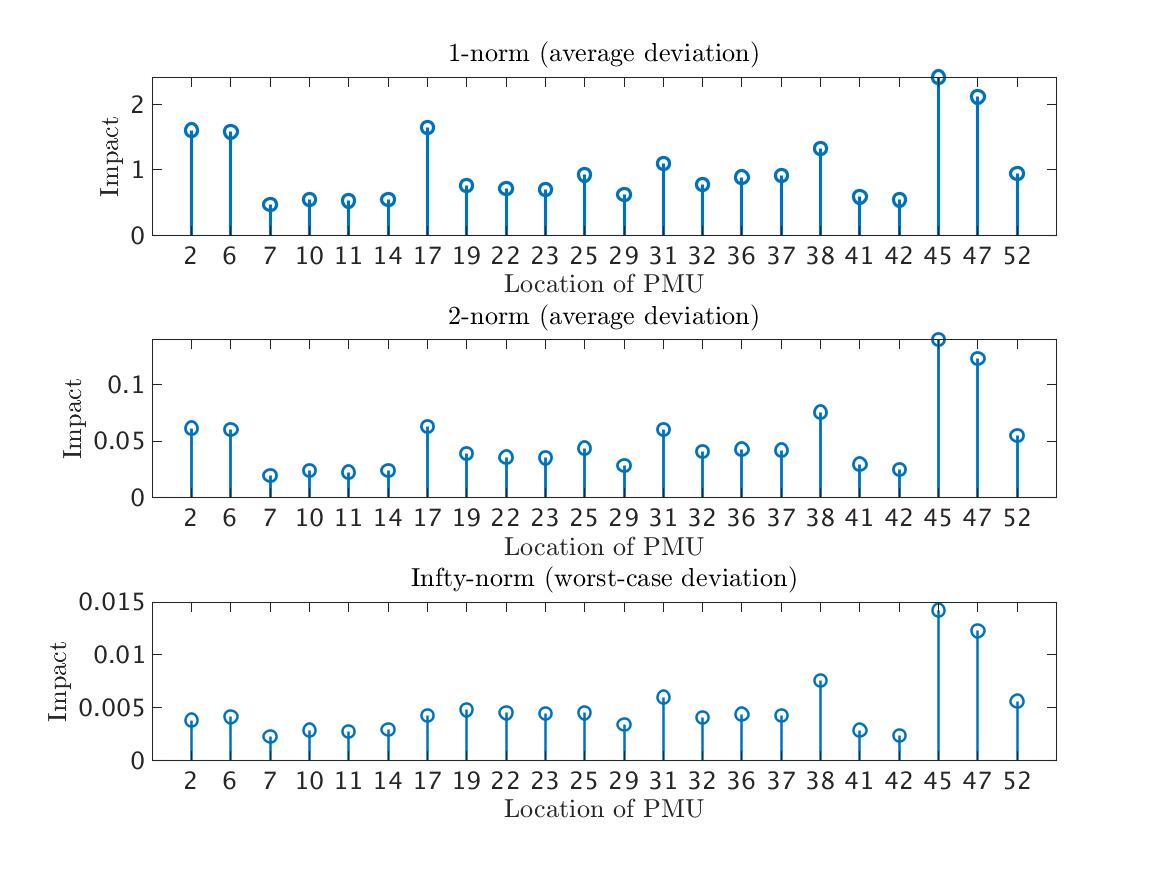 1-norm (average deviation)
Impact
2
1
0
2 6 7 10 11 14 17 19 22 23 25 29 31 32 36 37 38 41 42 45 47 52
Location of PMU
2-norm (average deviation)
Impact
0.1
0.05
0
2 6 7 10 11 14 17 19 22 23 25 29 31 32 36 37 38 41 42 45 47 52
Location of PMU
Infty-norm (worst-case deviation)
Impact
0.015
0.01
0.005
0
2 6 7 10 11 14 17 19 22 23 25 29 31 32 36 37 38 41 42 45 47 52
Location of PMU